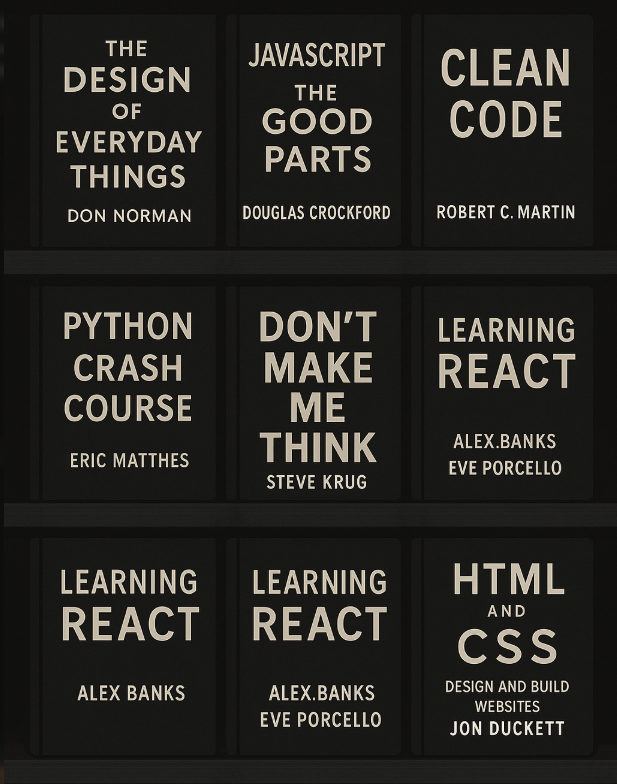 THE
DESIGN
OF
EVERYDAY
THINGS
DON NORMAN
JAVASCRIPT
THE
GOOD
PARTS
DOUGLAS CROCKFORD
CLEAN
CODE
ROBERT C. MARTIN
PYTHON
CRASH
COURSE
ERIC MATTHES
DON'T
MAKE
ME
THINK
STEVE KRUG
LEARNING
REACT
ALEX.BANKS
EVE PORCELLO
LEARNING
REACT
ALEX BANKS
LEARNING
REACT
ALEX.BANKS
EVE PORCELLO
HTML
AND
CSS
DESIGN AND BUILD
WEBSITES
JON DUCKETT